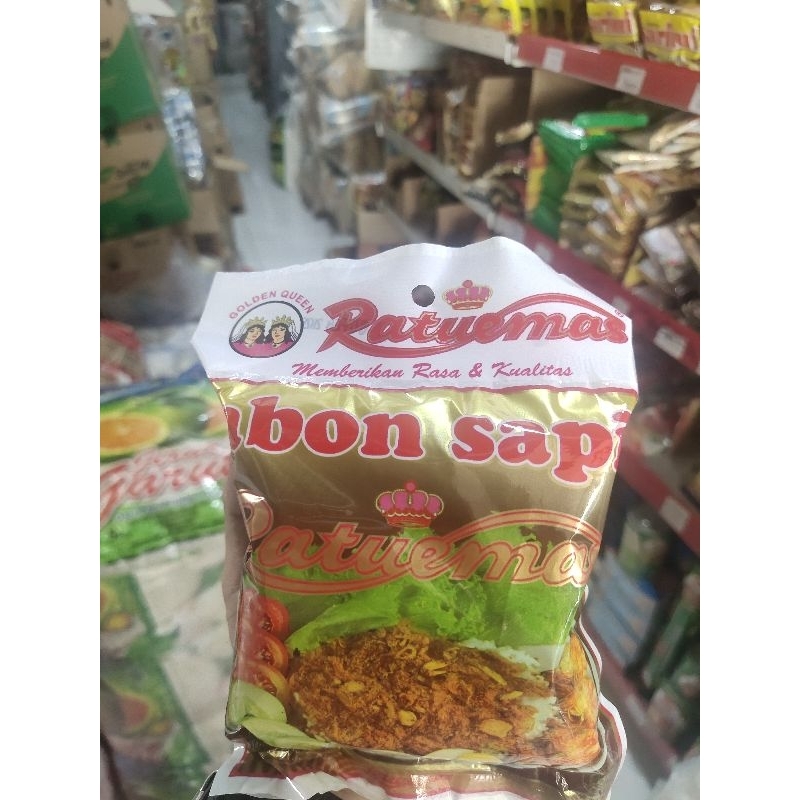 GOLDEN QUEEN
Ratuemas
Memberikan Rasa & Kualitas
abon sapi
Ratuemas